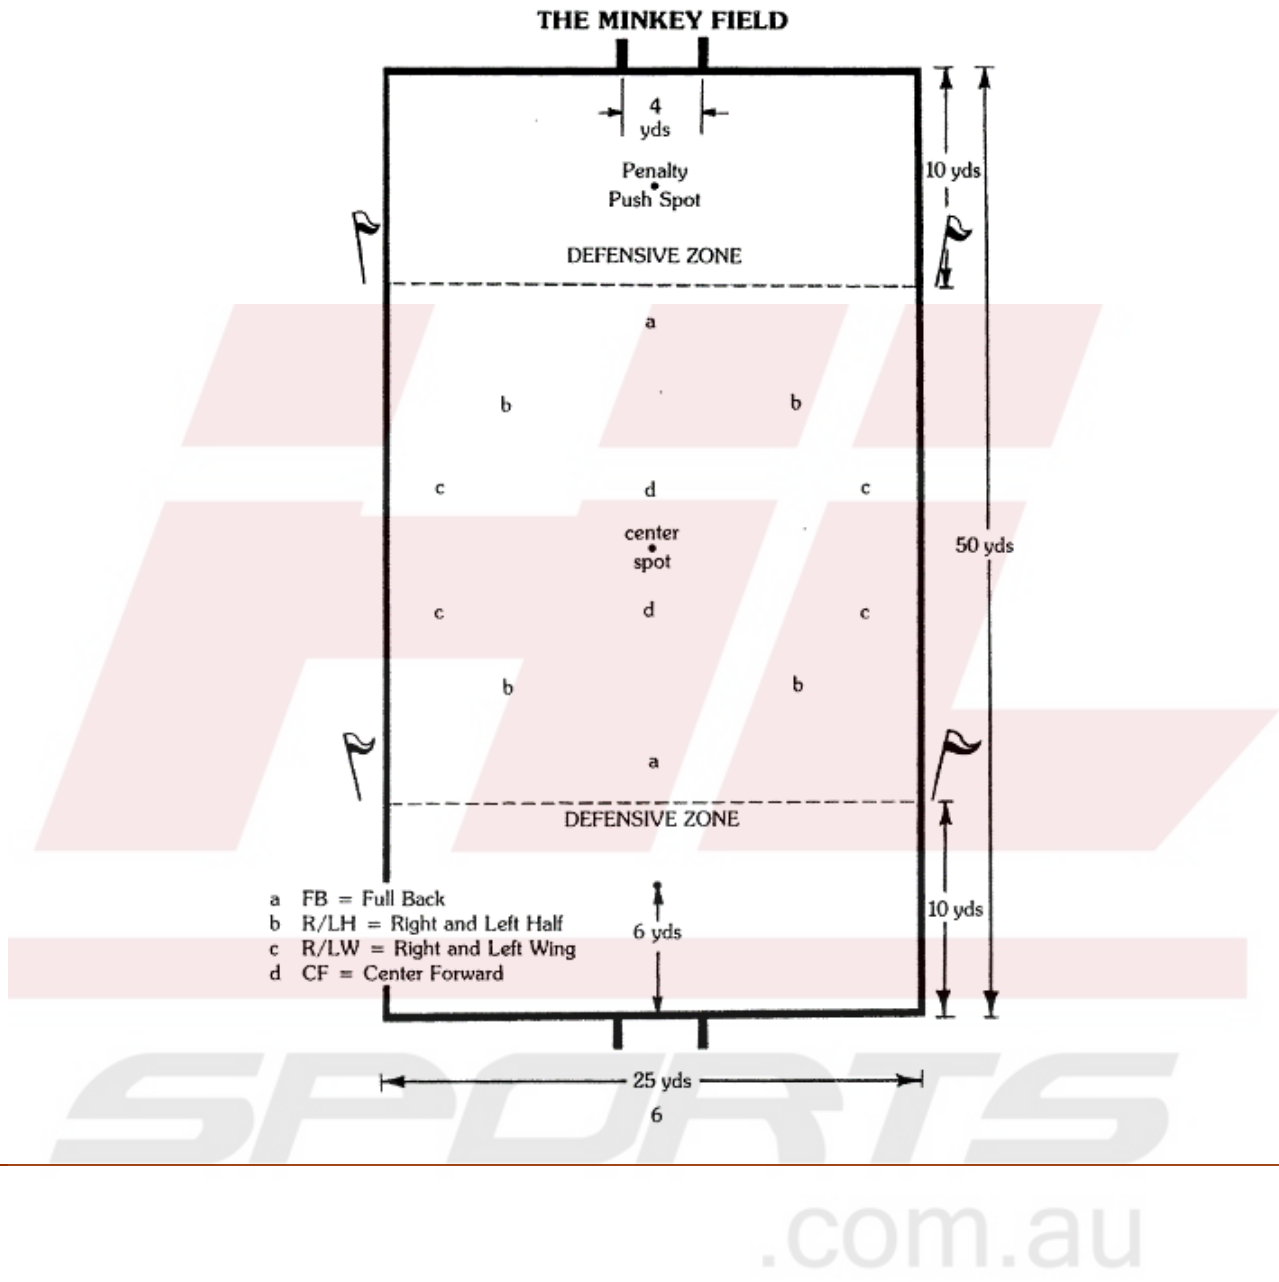 THE MINKEY FIELD
4
yds
Penalty
Push Spot
10 yds
DEFENSIVE ZONE
a
b b
c d c
center
spot
50 yds
c d c
b b
a
DEFENSIVE ZONE
a FB = Full Back
b R/LH = Right and Left Half
c R/LW = Right and Left Wing
d CF = Center Forward
6 yds
10 yds
25 yds
6
HL
SPORTS
.com.au